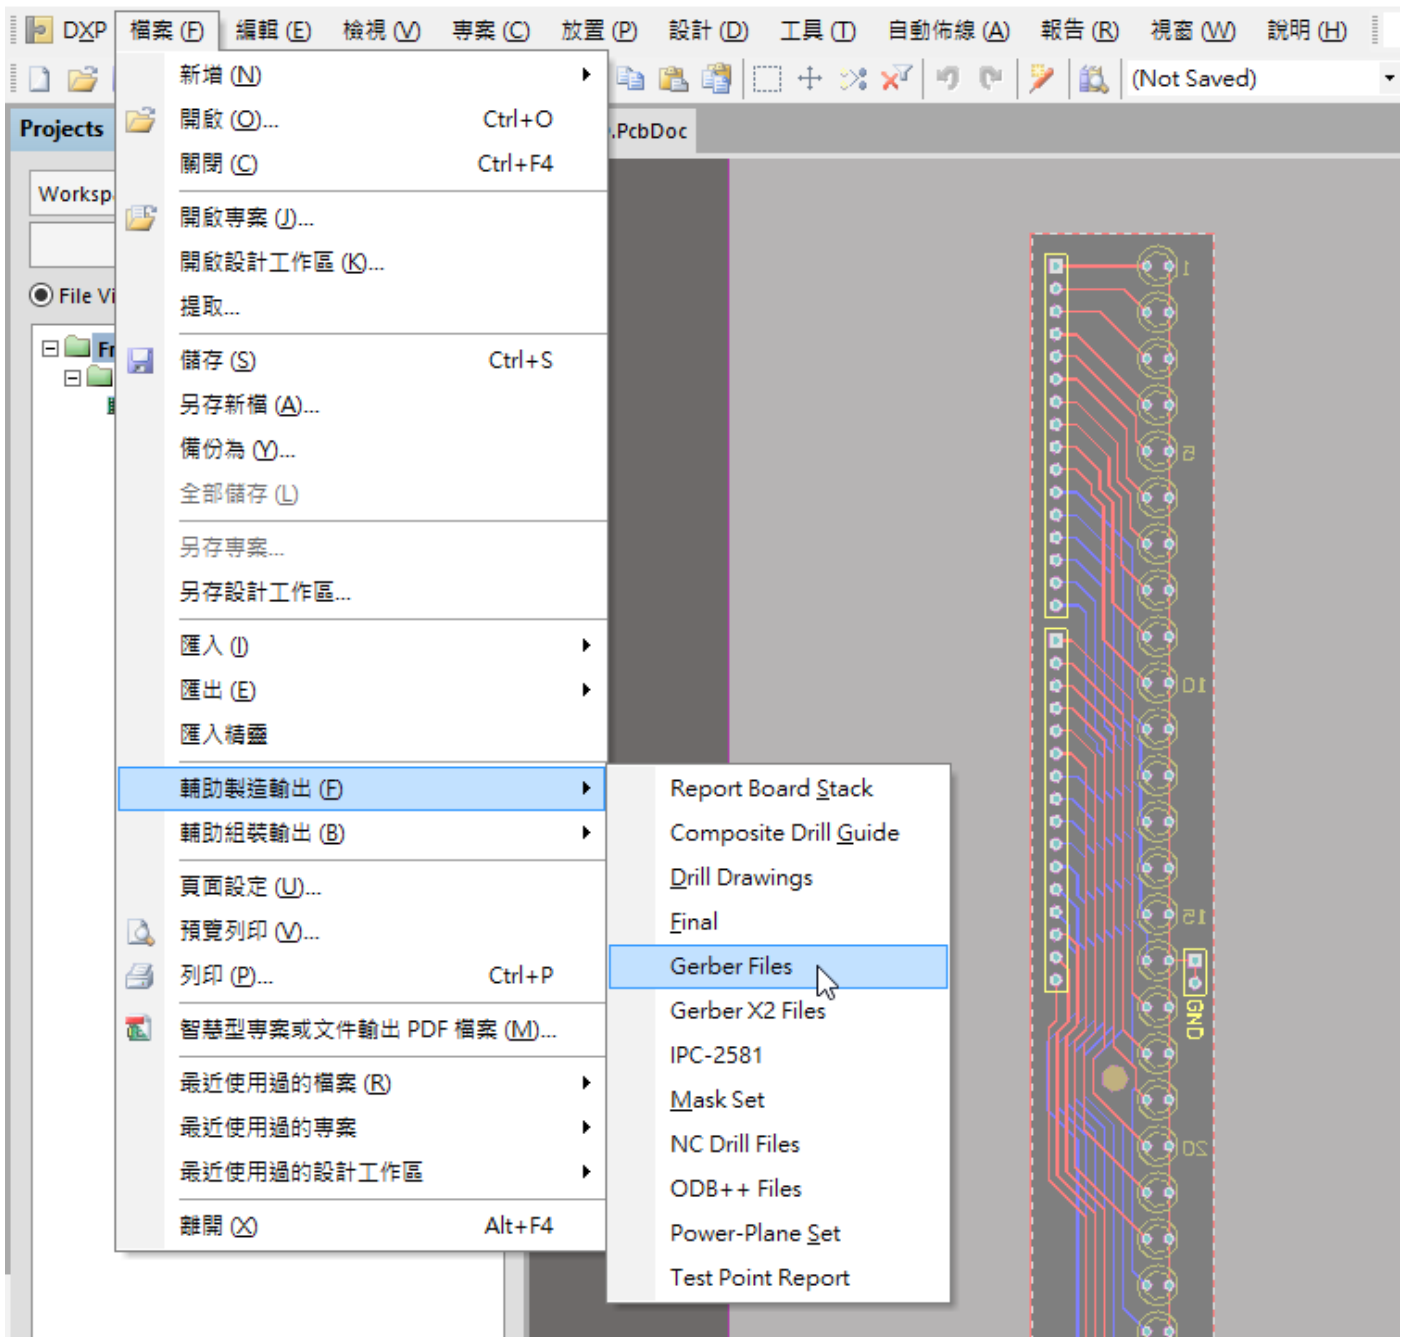 DXP 檔案 (F) 編輯 (E) 檢視 (V) 專案 (C) 放置 (P) 設計 (D) 工具 (T) 自動佈線 (A) 報告 (R) 視窗 (W) 說明 (H)
(Not Saved)
Projects
.PcbDoc
Worksp
File Vi
Fr
新增 (N)
開啟 (O)... Ctrl+O
關閉 (C) Ctrl+F4
開啟專案 (J)...
開啟設計工作區 (K)...
提取...
儲存 (S) Ctrl+S
另存新檔 (A)...
備份為 (Y)...
全部儲存 (L)
另存專案...
另存設計工作區...
匯入 (I)
匯出 (E)
匯入精靈
輔助製造輸出 (F)
輔助組裝輸出 (B)
頁面設定 (U)...
預覽列印 (V)...
列印 (P)... Ctrl+P
智慧型專案或文件輸出 PDF 檔案 (M)...
最近使用過的檔案 (R)
最近使用過的專案
最近使用過的設計工作區
離開 (X) Alt+F4
Report Board Stack
Composite Drill Guide
Drill Drawings
Final
Gerber Files
Gerber X2 Files
IPC-2581
Mask Set
NC Drill Files
ODB++ Files
Power-Plane Set
Test Point Report
1
5
10
15
GND
20